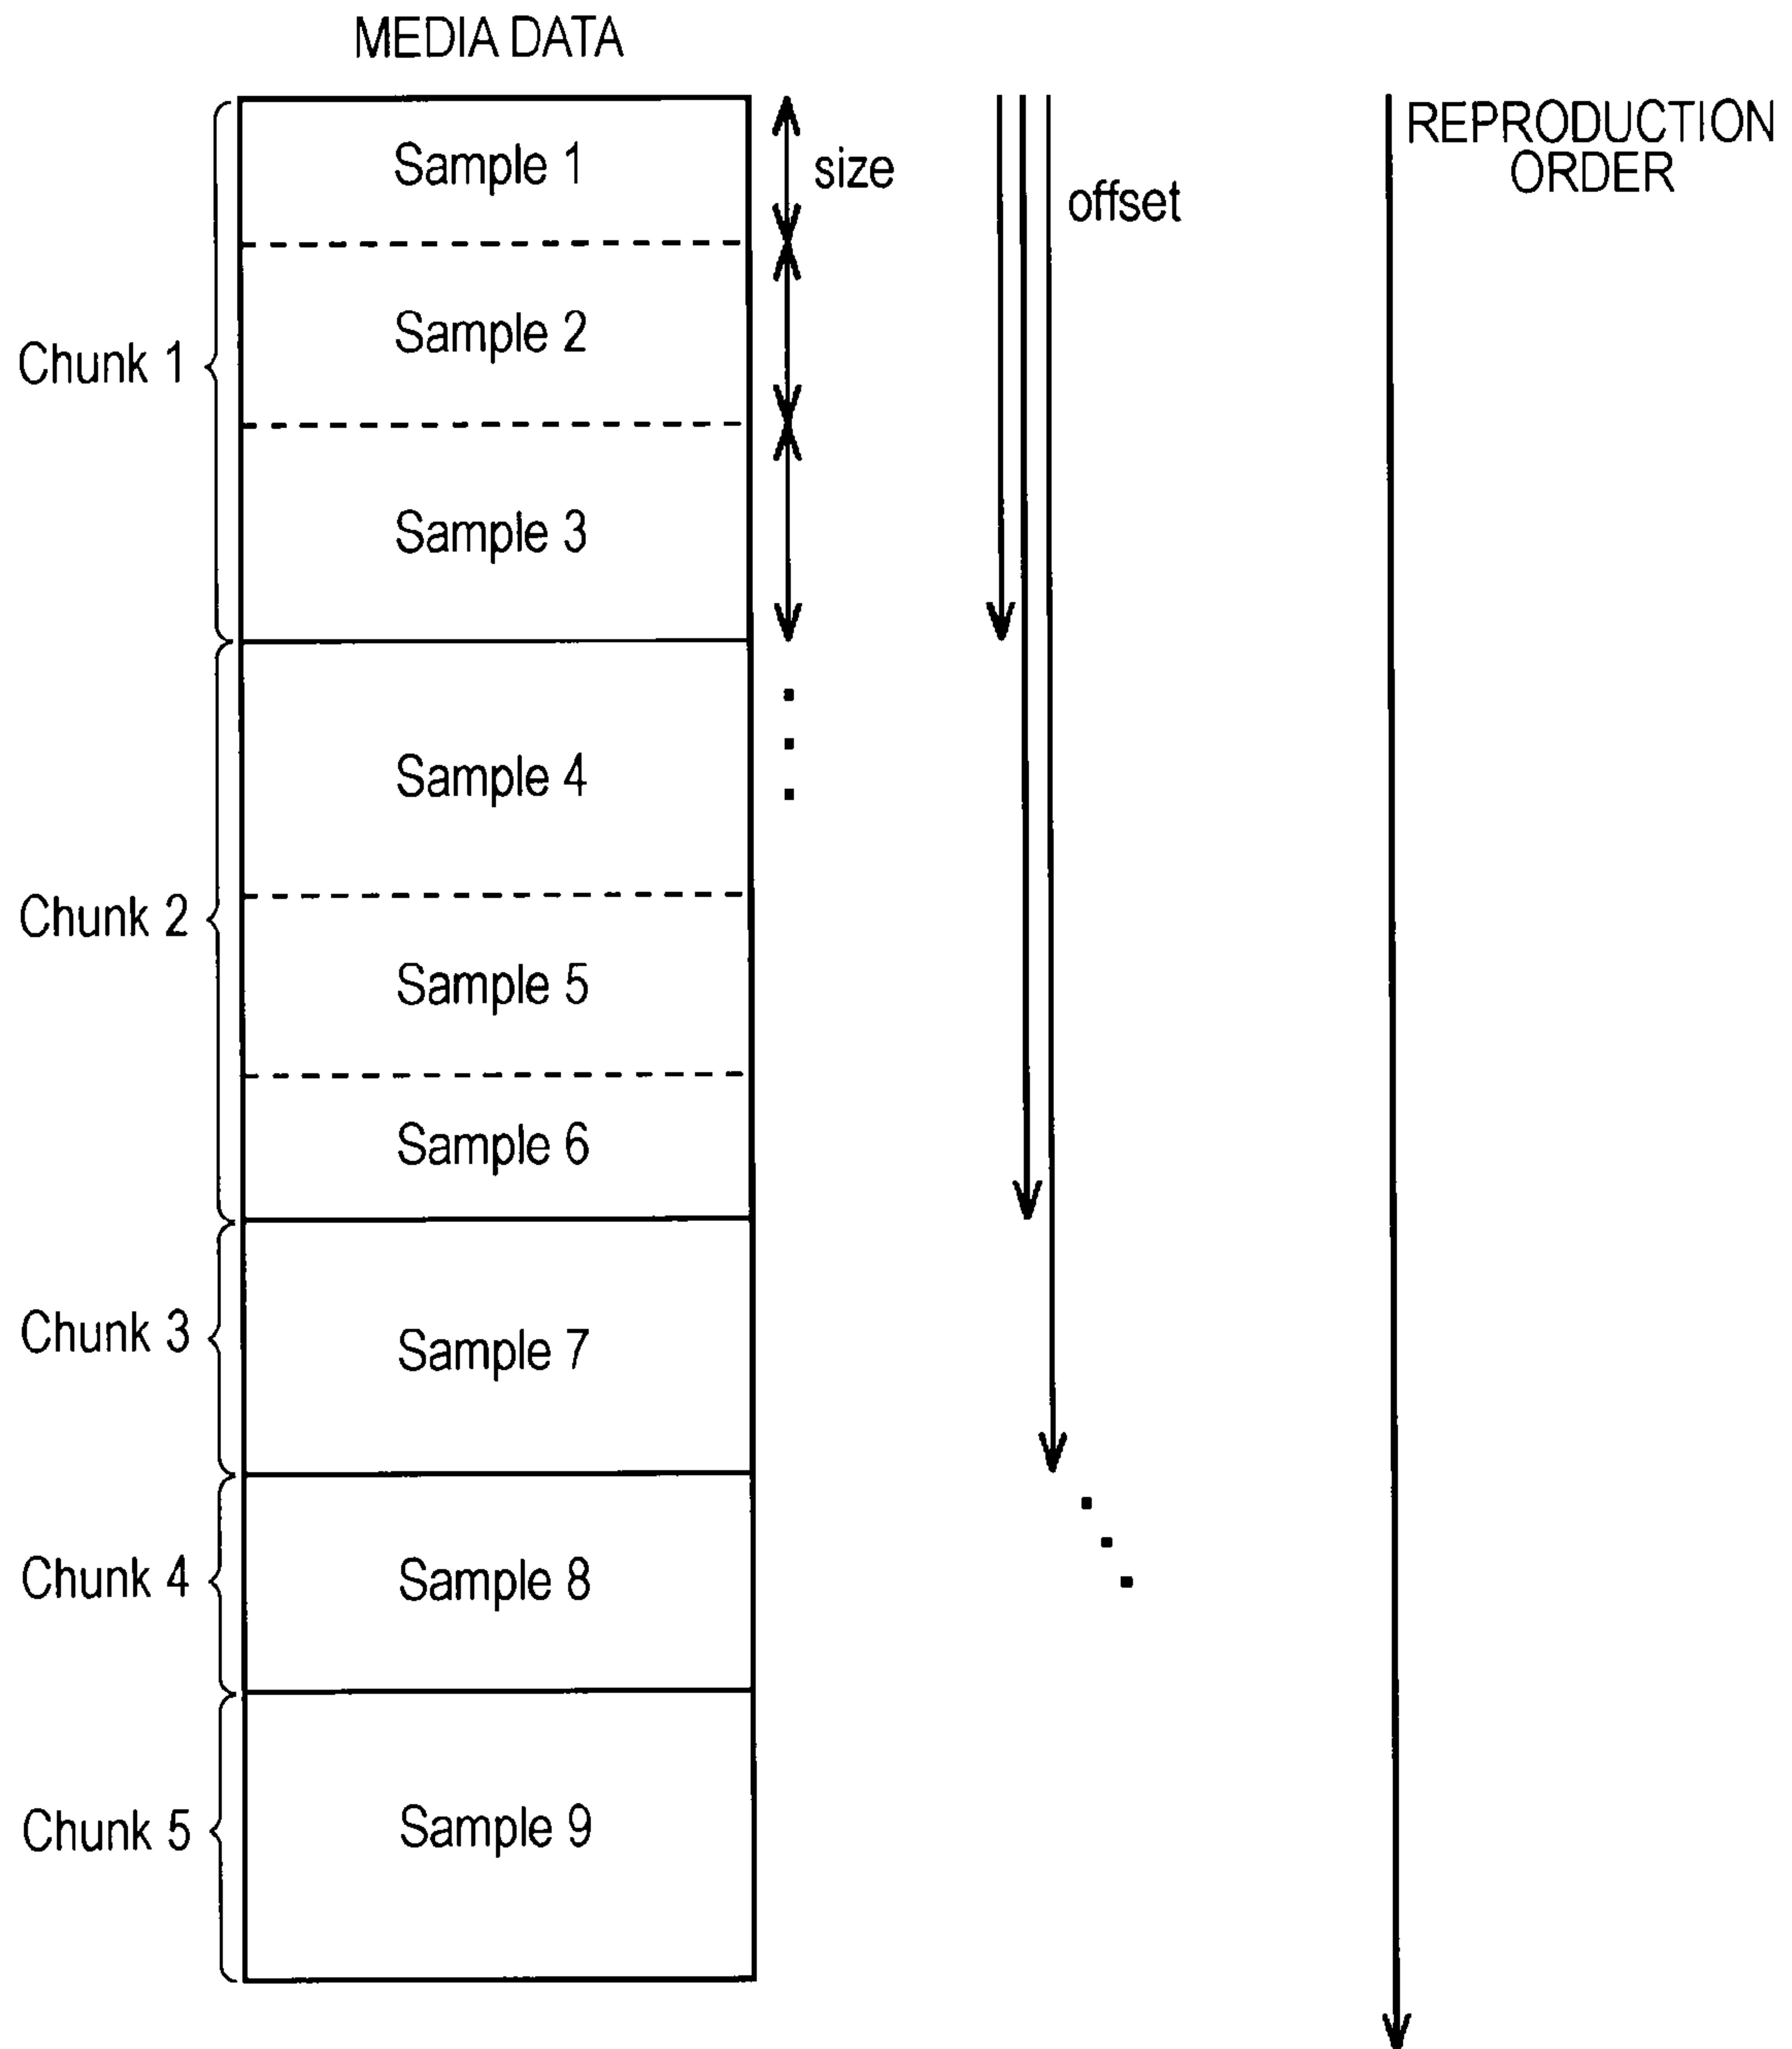 MEDIA DATA
REPRODUCTION
ORDER
Sample 1
size
offset
Sample 2
Chunk 1
Sample 3
Sample 4
Chunk 2
Sample 5
Sample 6
Chunk 3
Sample 7
Chunk 4
Sample 8
Chunk 5
Sample 9